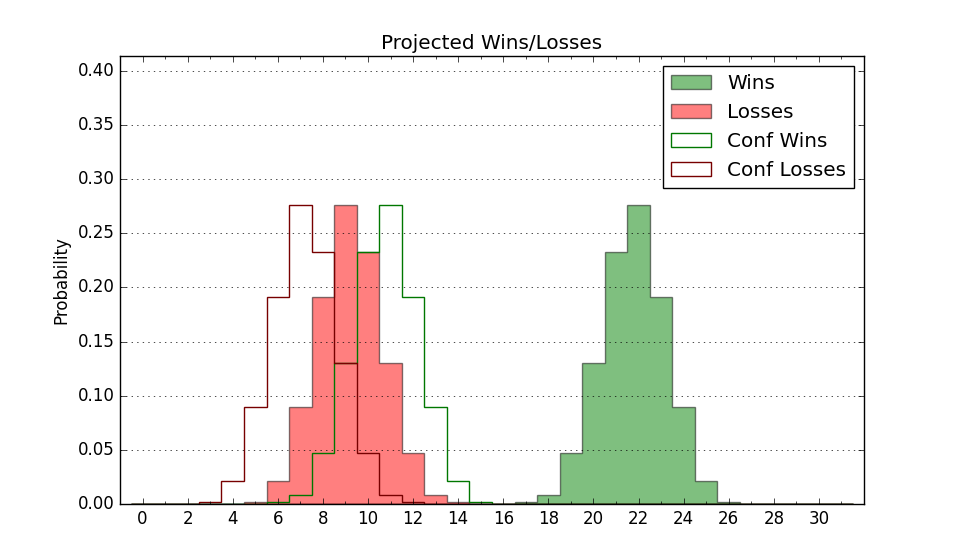 Projected Wins/Losses
0.40
0.35
0.30
0.25
0.20
0.15
0.10
0.05
0.00
Probability
Wins
Losses
Conf Wins
Conf Losses
0 2 4 6 8 10 12 14 16 18 20 22 24 26 28 30